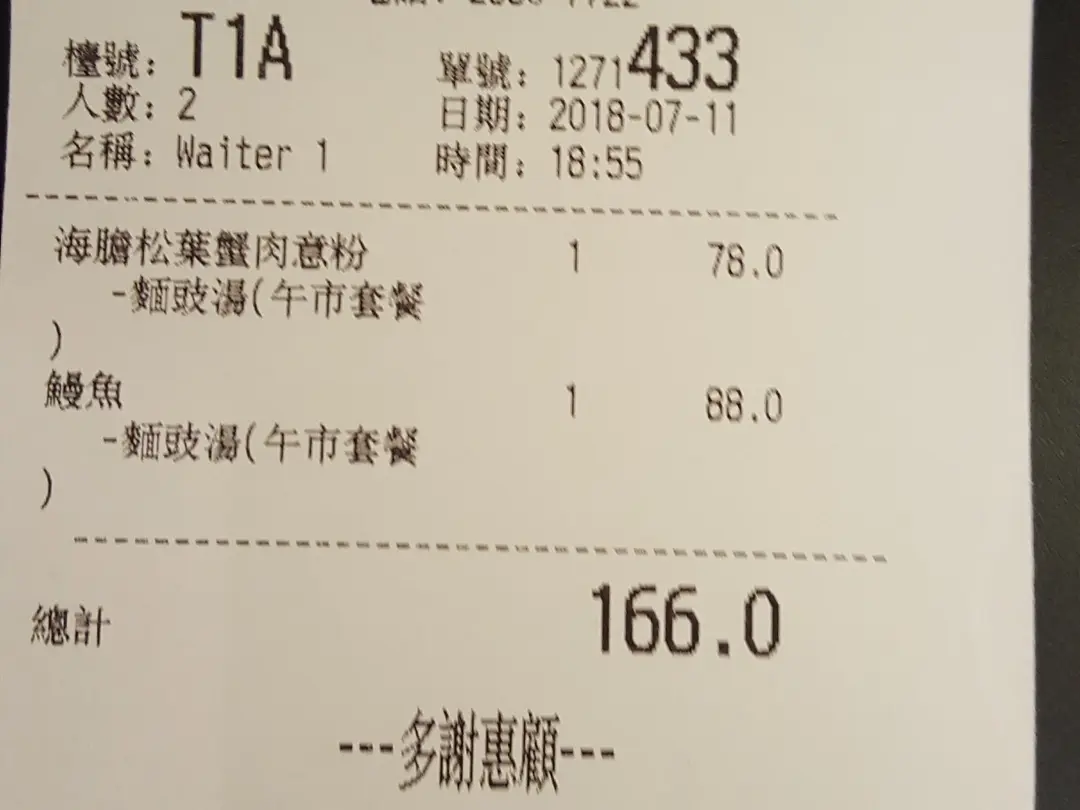 檯號: T1A 單號: 1271433
人數: 2 日期: 2018-07-11
名稱: Waiter 1 時間: 18:55
海膽松葉蟹肉意粉 1 78.0
-麵豉湯(午市套餐
)
鰻魚 1 88.0
-麵豉湯(午市套餐
)
總計 166.0
---多謝惠顧---